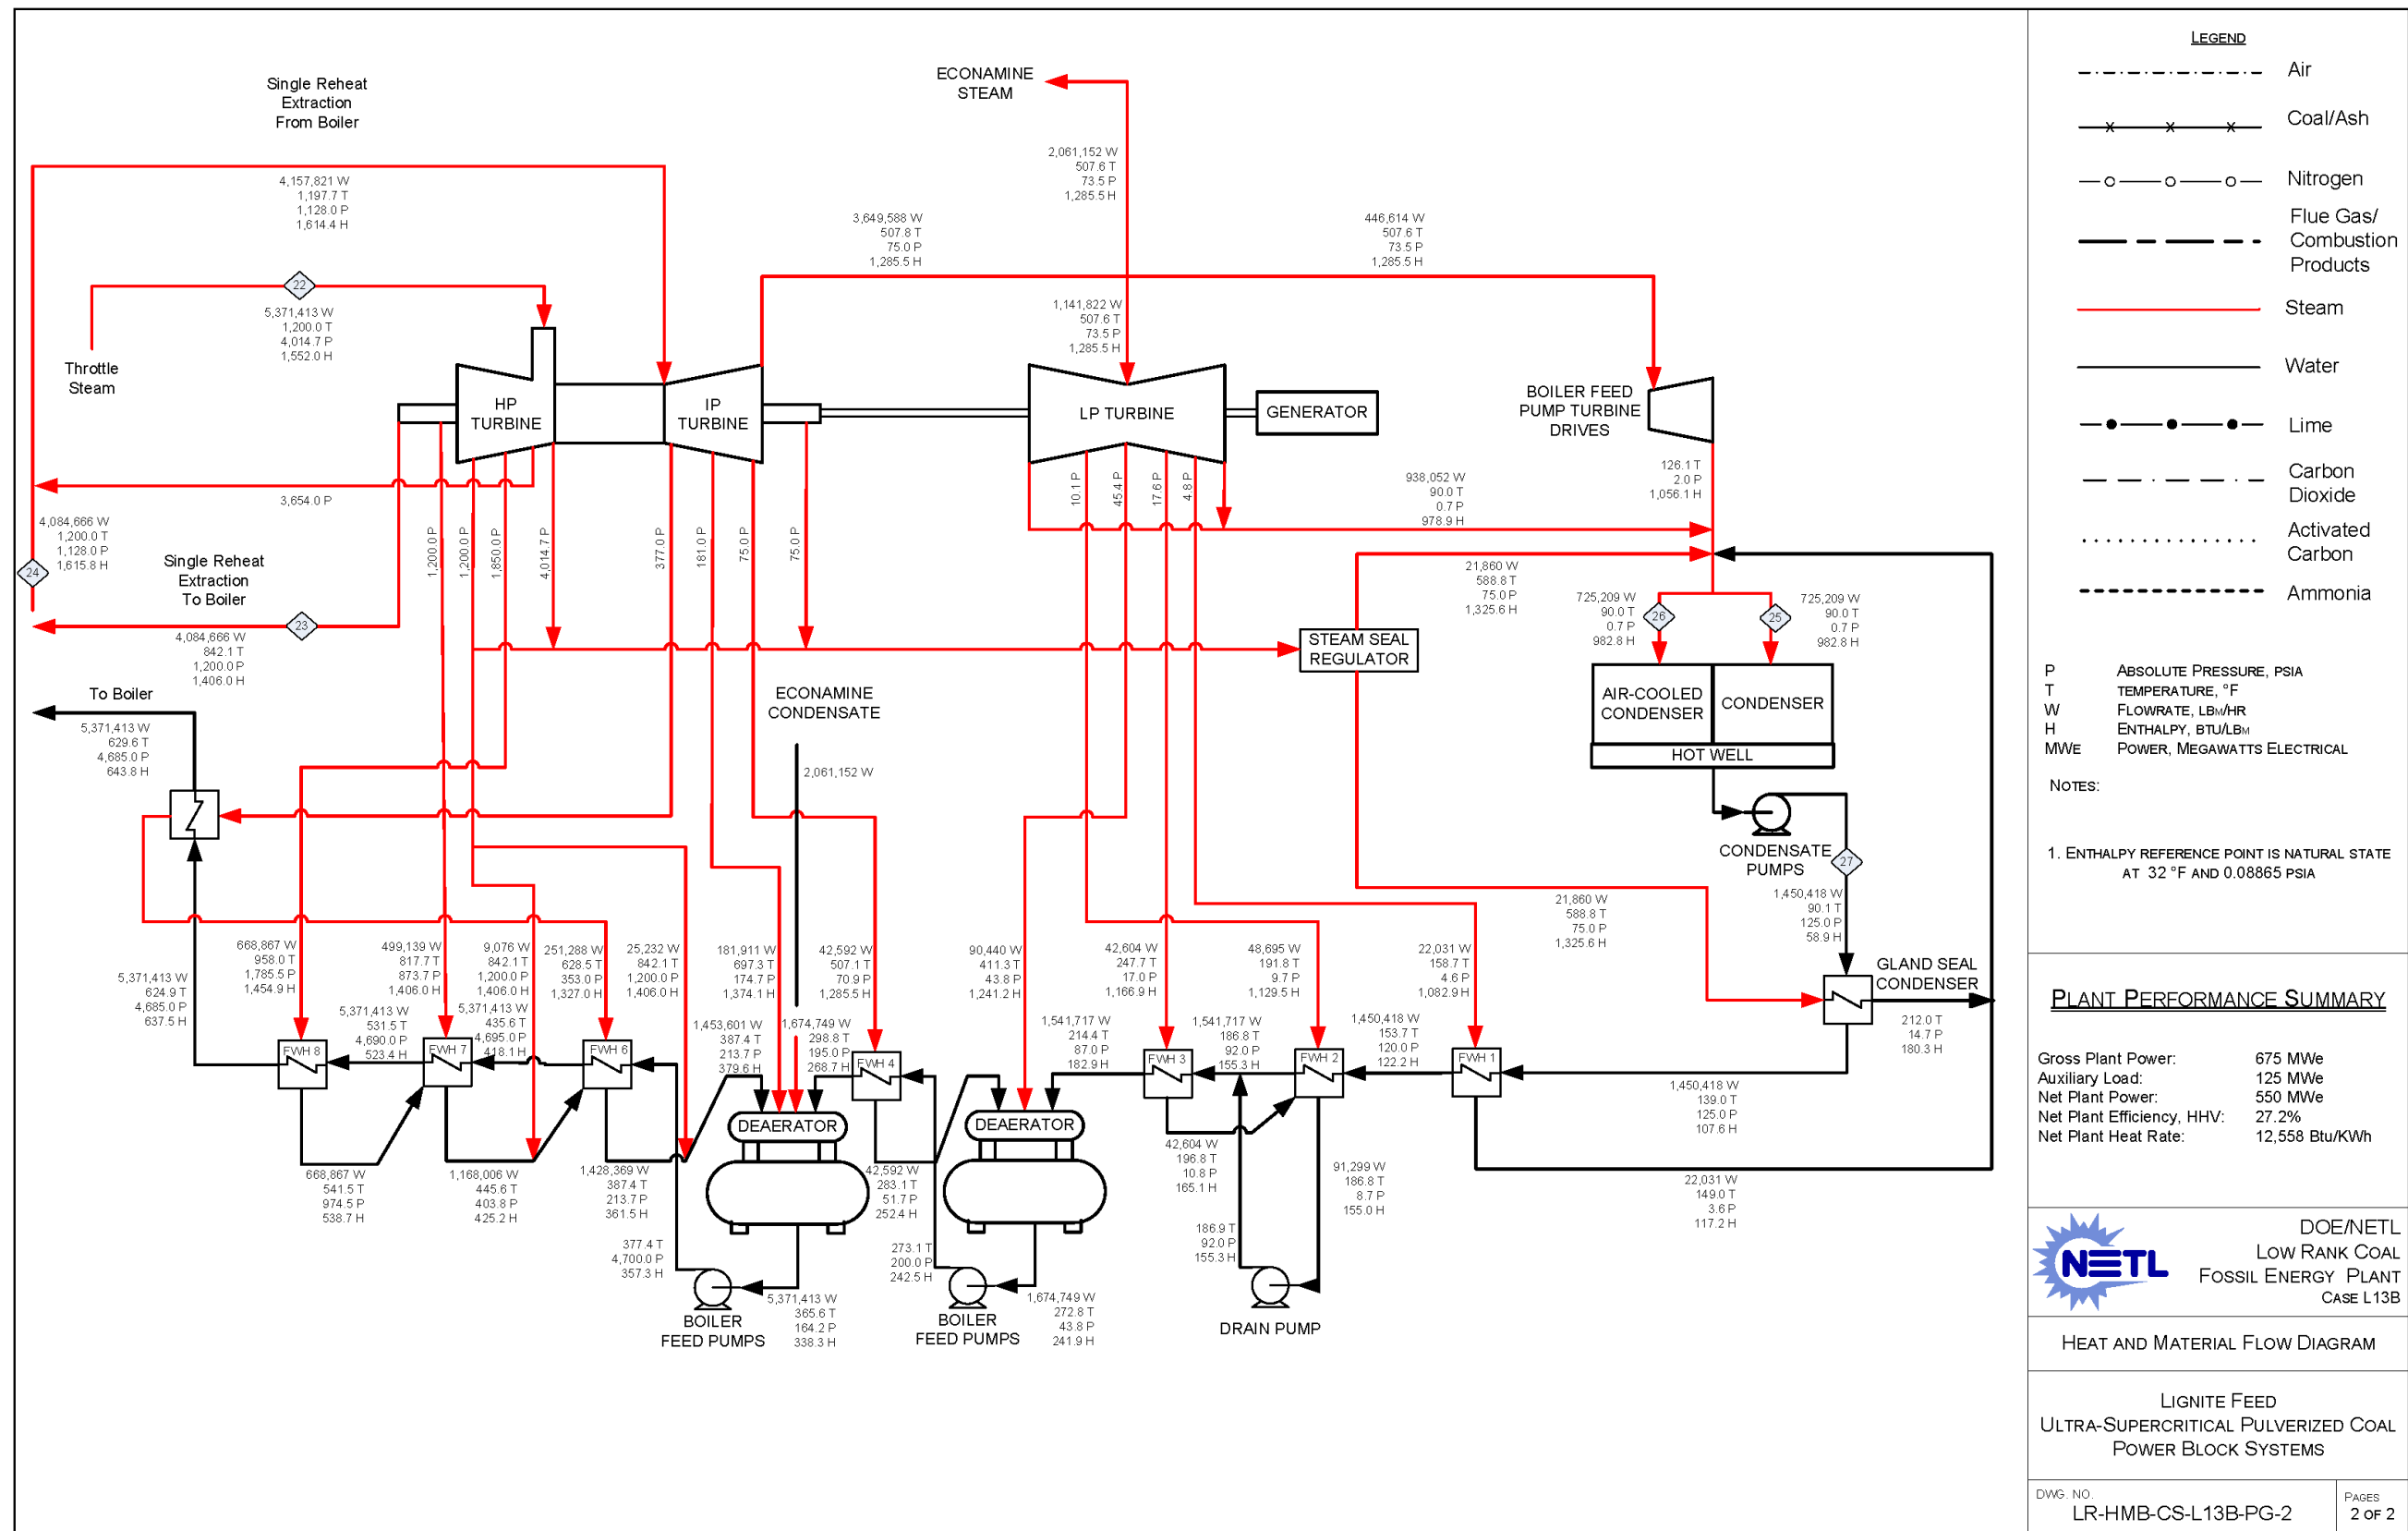 ECONAMINE
STEAM
Single Reheat
Extraction
From Boiler
2,061,152 W
507.6 T
73.5 P
1,285.5 H
4,157,821 W
1,197.7 T
1,128.0 P
1,614.4 H
3,649,588 W
507.8 T
75.0 P
1,285.5 H
446,614 W
507.6 T
73.5 P
1,285.5 H
22
5,371,413 W
1,200.0 T
4,014.7 P
1,552.0 H
1,141,822 W
507.6 T
73.5 P
1,285.5 H
Throttle
Steam
HP
TURBINE
IP
TURBINE
LP TURBINE
GENERATOR
BOILER FEED
PUMP TURBINE
DRIVES
3,654.0 P
10.1 P
45.4 P
17.6 P
4.8 P
938,052 W
90.0 T
0.7 P
978.9 H
126.1 T
2.0 P
1,056.1 H
4,084,666 W
1,200.0 T
1,128.0 P
1,615.8 H
24
Single Reheat
Extraction
To Boiler
1,200.0 P
1,200.0 P
1,850.0 P
4,014.7 P
377.0 P
181.0 P
75.0 P
75.0 P
23
4,084,666 W
842.1 T
1,200.0 P
1,406.0 H
21,860 W
588.8 T
75.0 P
1,325.6 H
725,209 W
90.0 T
0.7 P
982.8 H
26
25
725,209 W
90.0 T
0.7 P
982.8 H
STEAM SEAL
REGULATOR
To Boiler
5,371,413 W
629.6 T
4,685.0 P
643.8 H
ECONAMINE
CONDENSATE
2,061,152 W
AIR-COOLED
CONDENSER
CONDENSER
HOT WELL
CONDENSATE
PUMPS
27
1,450,418 W
90.1 T
125.0 P
58.9 H
21,860 W
588.8 T
75.0 P
1,325.6 H
GLAND SEAL
CONDENSER
212.0 T
14.7 P
180.3 H
5,371,413 W
624.9 T
4,685.0 P
637.5 H
668,867 W
958.0 T
1,785.5 P
1,454.9 H
499,139 W
817.7 T
873.7 P
1,406.0 H
9,076 W
842.1 T
1,200.0 P
1,406.0 H
251,288 W
628.5 T
353.0 P
1,327.0 H
25,232 W
842.1 T
1,200.0 P
1,406.0 H
181,911 W
697.3 T
174.7 P
1,374.1 H
42,592 W
507.1 T
70.9 P
1,285.5 H
90,440 W
411.3 T
43.8 P
1,241.2 H
42,604 W
247.7 T
17.0 P
1,166.9 H
48,695 W
191.8 T
9.7 P
1,129.5 H
22,031 W
158.7 T
4.6 P
1,082.9 H
5,371,413 W
531.5 T
4,690.0 P
523.4 H
5,371,413 W
435.6 T
4,695.0 P
418.1 H
1,453,601 W
387.4 T
213.7 P
379.6 H
1,674,749 W
298.8 T
195.0 P
268.7 H
1,541,717 W
214.4 T
87.0 P
182.9 H
1,541,717 W
186.8 T
92.0 P
155.3 H
1,450,418 W
153.7 T
120.0 P
122.2 H
FWH 8
FWH 7
FWH 6
FWH 4
FWH 3
FWH 2
FWH 1
1,450,418 W
139.0 T
125.0 P
107.6 H
DEAERATOR
DEAERATOR
668,867 W
541.5 T
974.5 P
538.7 H
1,168,006 W
445.6 T
403.8 P
425.2 H
1,428,369 W
387.4 T
213.7 P
361.5 H
42,592 W
283.1 T
51.7 P
252.4 H
42,604 W
196.8 T
10.8 P
165.1 H
91,299 W
186.8 T
8.7 P
155.0 H
22,031 W
149.0 T
3.6 P
117.2 H
377.4 T
4,700.0 P
357.3 H
273.1 T
200.0 P
242.5 H
186.9 T
92.0 P
155.3 H
5,371,413 W
365.6 T
164.2 P
338.3 H
1,674,749 W
272.8 T
43.8 P
241.9 H
BOILER
FEED PUMPS
BOILER
FEED PUMPS
DRAIN PUMP
LEGEND
Air
Coal/Ash
Nitrogen
Flue Gas/
Combustion
Products
Steam
Water
Lime
Carbon
Dioxide
Activated
Carbon
Ammonia
P ABSOLUTE PRESSURE, PSIA
T TEMPERATURE, °F
W FLOWRATE, LBM/HR
H ENTHALPY, BTU/LBM
MWE POWER, MEGAWATTS ELECTRICAL
NOTES:
1. ENTHALPY REFERENCE POINT IS NATURAL STATE
AT 32 °F AND 0.08865 PSIA
PLANT PERFORMANCE SUMMARY
Gross Plant Power: 675 MWe
Auxiliary Load: 125 MWe
Net Plant Power: 550 MWe
Net Plant Efficiency, HHV: 27.2%
Net Plant Heat Rate: 12,558 Btu/KWh
NETL
DOE/NETL
LOW RANK COAL
FOSSIL ENERGY PLANT
CASE L13B
HEAT AND MATERIAL FLOW DIAGRAM
LIGNITE FEED
ULTRA-SUPERCRITICAL PULVERIZED COAL
POWER BLOCK SYSTEMS
DWG. NO.
LR-HMB-CS-L13B-PG-2
PAGES
2 OF 2